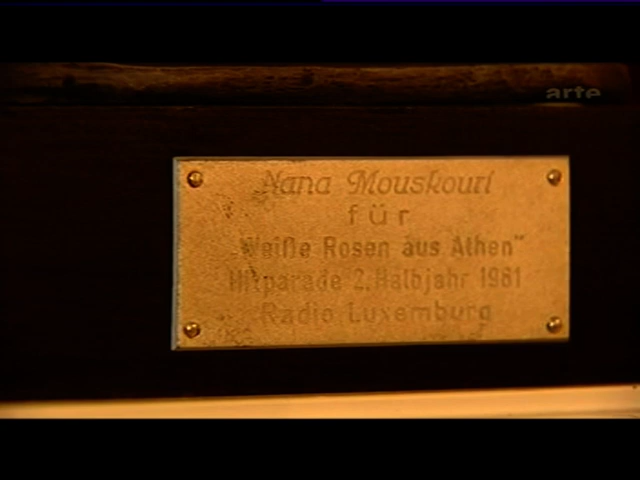 arte
Nana Mouskouri
für
„Weiße Rosen aus Athen"
Hitparade 2. Halbjahr 1961
Radio Luxemburg